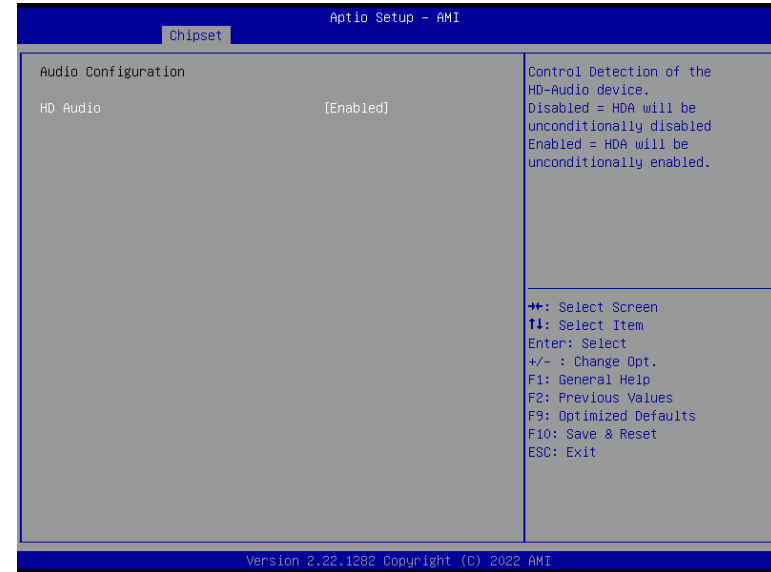 Aptio Setup – AMI
Chipset
Audio Configuration
HD Audio [Enabled]
Control Detection of the
HD-Audio device.
Disabled = HDA will be
unconditionally disabled
Enabled = HDA will be
unconditionally enabled.
→←: Select Screen
↑↓: Select Item
Enter: Select
+/- : Change Opt.
F1: General Help
F2: Previous Values
F9: Optimized Defaults
F10: Save & Reset
ESC: Exit
Version 2.22.1282 Copyright (C) 2022 AMI